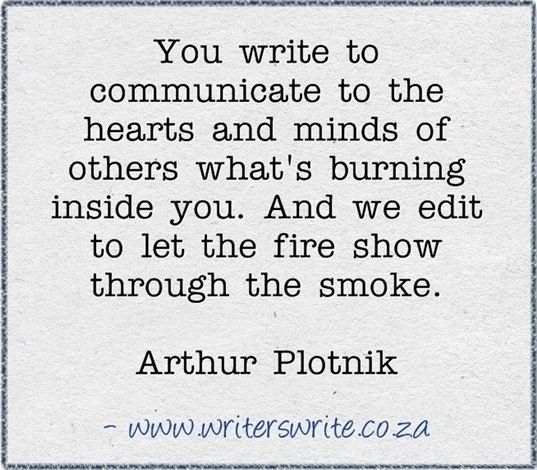 You write to
communicate to the
hearts and minds of
others what's burning
inside you. And we edit
to let the fire show
through the smoke.
Arthur Plotnik
- www.writerswrite.co.za